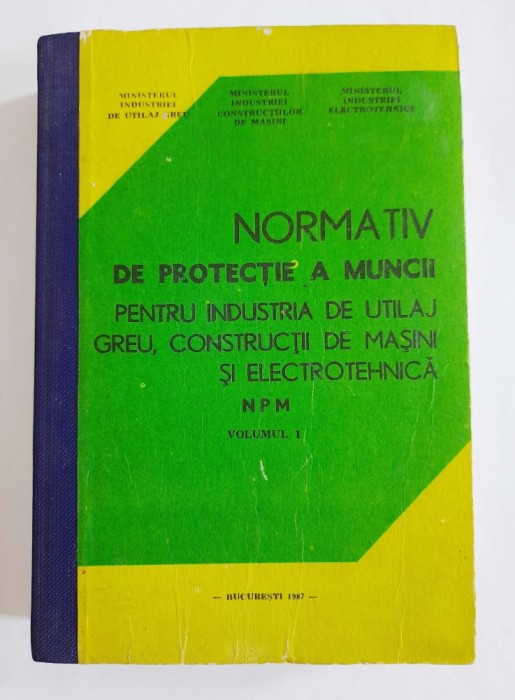 MINISTERUL
INDUSTRIEI
DE UTILAJ GREU
MINISTERUL
INDUSTRIEI
CONSTRUCȚIILOR
DE MAȘINI
MINISTERUL
INDUSTRIEI
ELECTROTEHNICE
NORMATIV
DE PROTECȚIE A MUNCII
PENTRU INDUSTRIA DE UTILAJ
GREU, CONSTRUCȚII DE MAȘINI
ȘI ELECTROTEHNICĂ
NPM
VOLUMUL 1
— BUCUREȘTI 1987 —